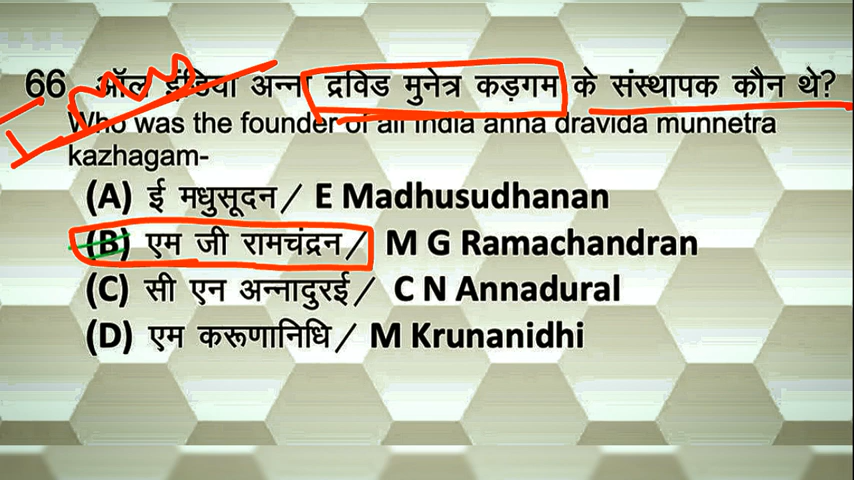 66 ऑल इंडिया अन्ना द्रविड मुनेत्र कड़गम के संस्थापक कौन थे?
Who was the founder of all india anna dravida munnetra
kazhagam-
(A) ई मधुसूदन/ E Madhusudhanan
(B) एम जी रामचंद्रन/ M G Ramachandran
(C) सी एन अन्नादुरई/ C N Annadural
(D) एम करूणानिधि/ M Krunanidhi